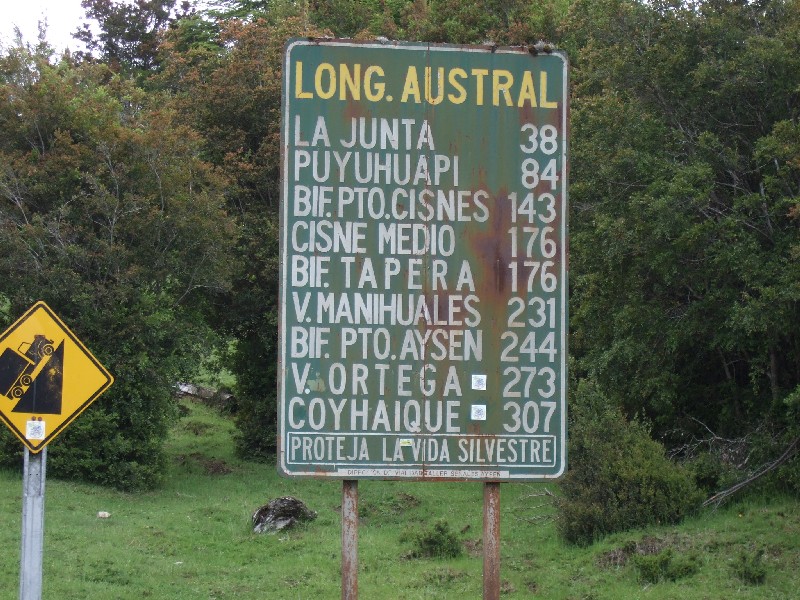 LONG. AUSTRAL
LA JUNTA 38
PUYUHUAPI 84
BIF. PTO. CISNES 143
CISNE MEDIO 176
BIF. TAPERA 176
V. MANIHUALES 231
BIF. PTO. AYSEN 244
V. ORTEGA 273
COYHAIQUE 307
PROTEJA LA VIDA SILVESTRE